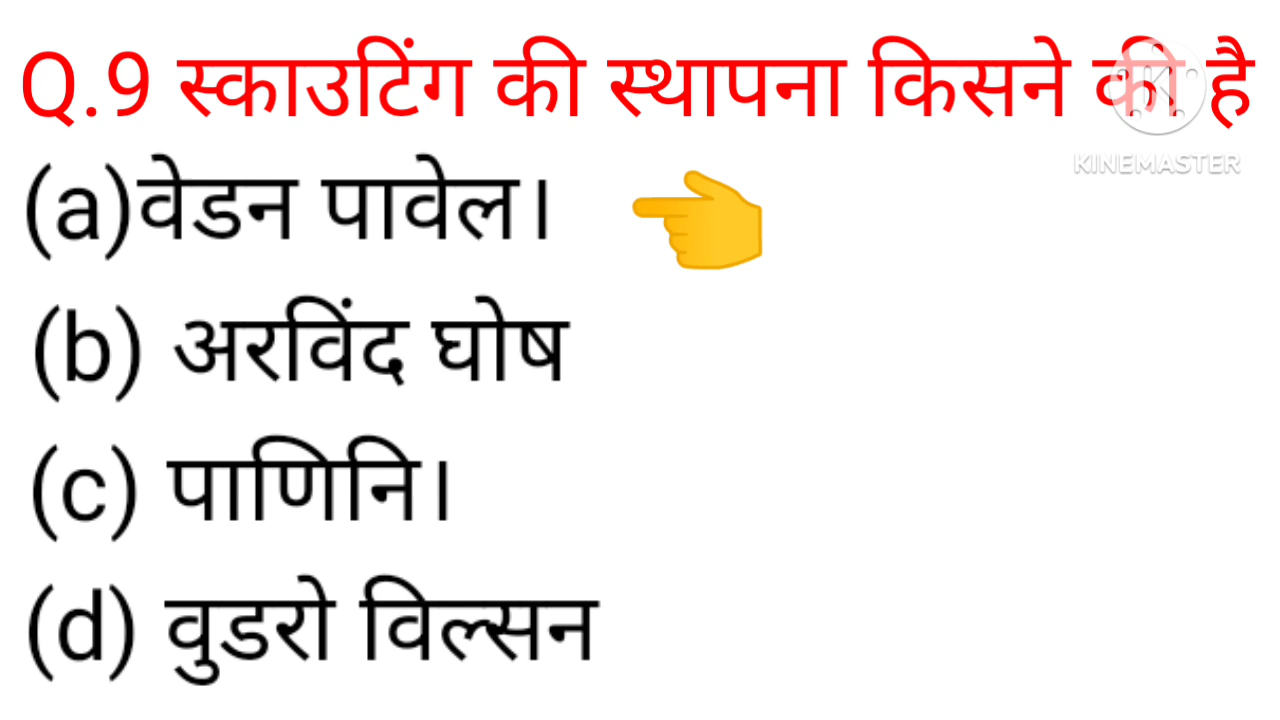 Q.9 स्काउटिंग की स्थापना किसने की है
KINEMASTER
(a)वेडन पावेल।
(b) अरविंद घोष
(c) पाणिनि।
(d) वुडरो विल्सन